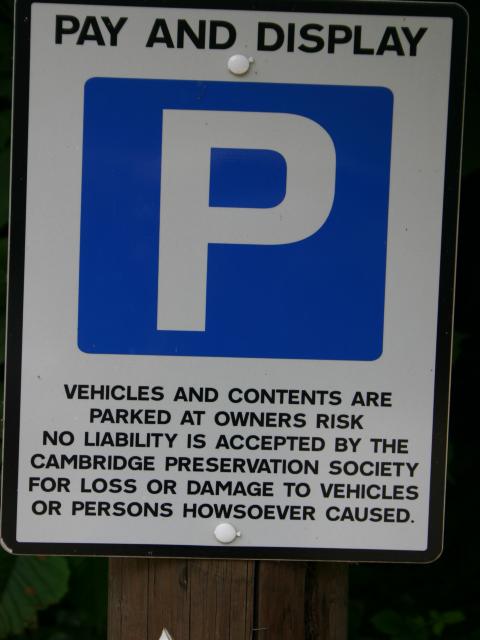 PAY AND DISPLAY
P
VEHICLES AND CONTENTS ARE
PARKED AT OWNERS RISK
NO LIABILITY IS ACCEPTED BY THE
CAMBRIDGE PRESERVATION SOCIETY
FOR LOSS OR DAMAGE TO VEHICLES
OR PERSONS HOWSOEVER CAUSED.